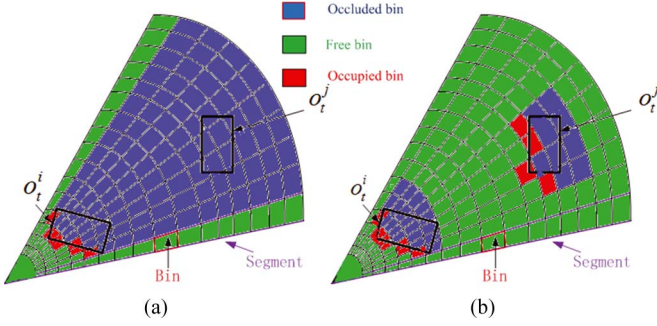 Occluded bin
Free bin
Occupied bin
O_t^j
O_t^i
Bin
Segment
(a)
O_t^j
O_t^i
Bin
Segment
(b)